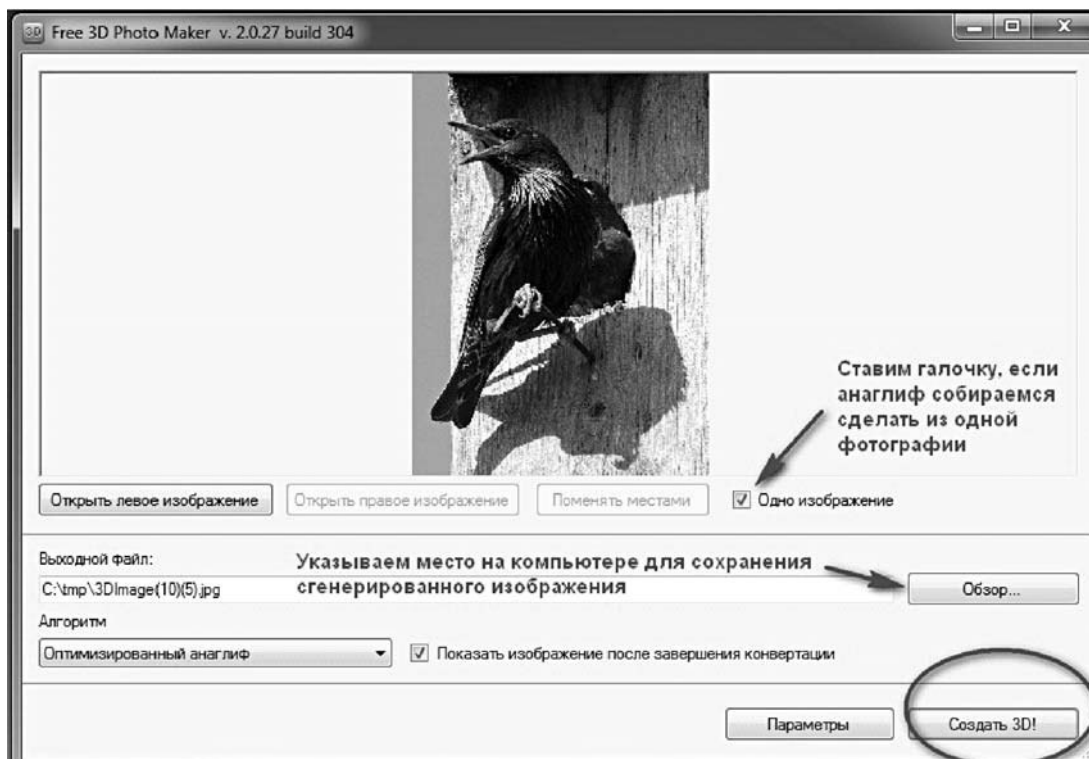 3D Free 3D Photo Maker v. 2.0.27 build 304
Ставим галочку, если
анаглиф собираемся
сделать из одной
фотографии
Открыть левое изображение Открыть правое изображение Поменять местами Одно изображение
Выходной файл:
Указываем место на компьютере для сохранения
сгенерированного изображения
C:\tmp\3DImage(10)(5).jpg
Обзор...
Алгоритм
Оптимизированный анаглиф Показать изображение после завершения конвертации
Параметры Создать 3D!